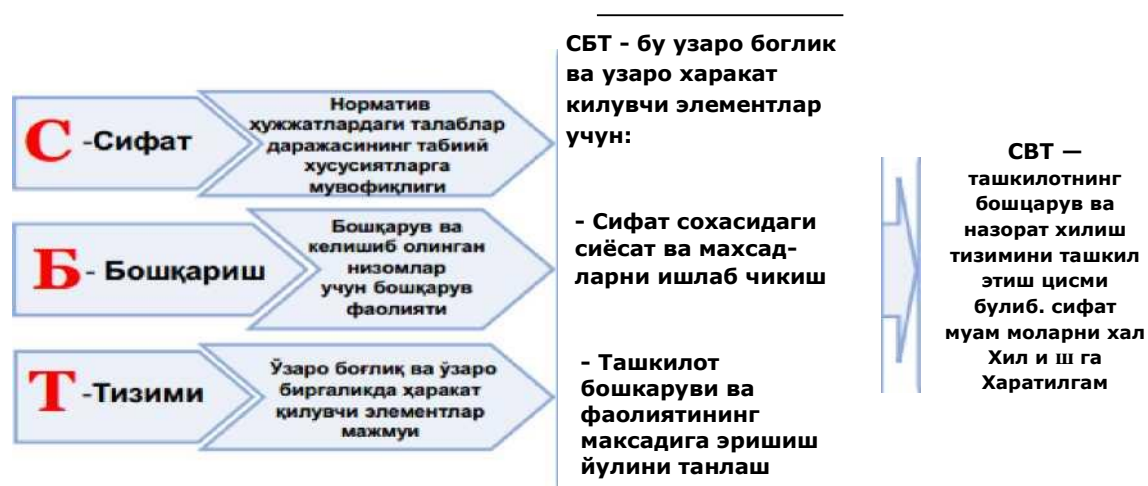 С -Сифат
Норматив
ҳужжатлардаги талаблар
даражасининг табиий
хусусиятларга
мувофиқлиги
Б - Бошқариш
Бошқарув ва
келишиб олинган
низомлар
учун бошқарув
фаолияти
Т -Тизими
Ўзаро боғлиқ ва ўзаро
биргаликда ҳаракат
қилувчи элементлар
мажмуи
СБТ - бу узаро боглик
ва узаро харакат
килувчи элементлар
учун:
- Сифат сохасидаги
сиёсат ва махсад-
ларни ишлаб чикиш
- Ташкилот
бошкаруви ва
фаолиятининг
максадига эришиш
йулини танлаш
СВТ —
ташкилотнинг
бошцарув ва
назорат хилиш
тизимини ташкил
этиш цисми
булиб. сифат
муам моларни хал
Хил и ш га
Харатилгам